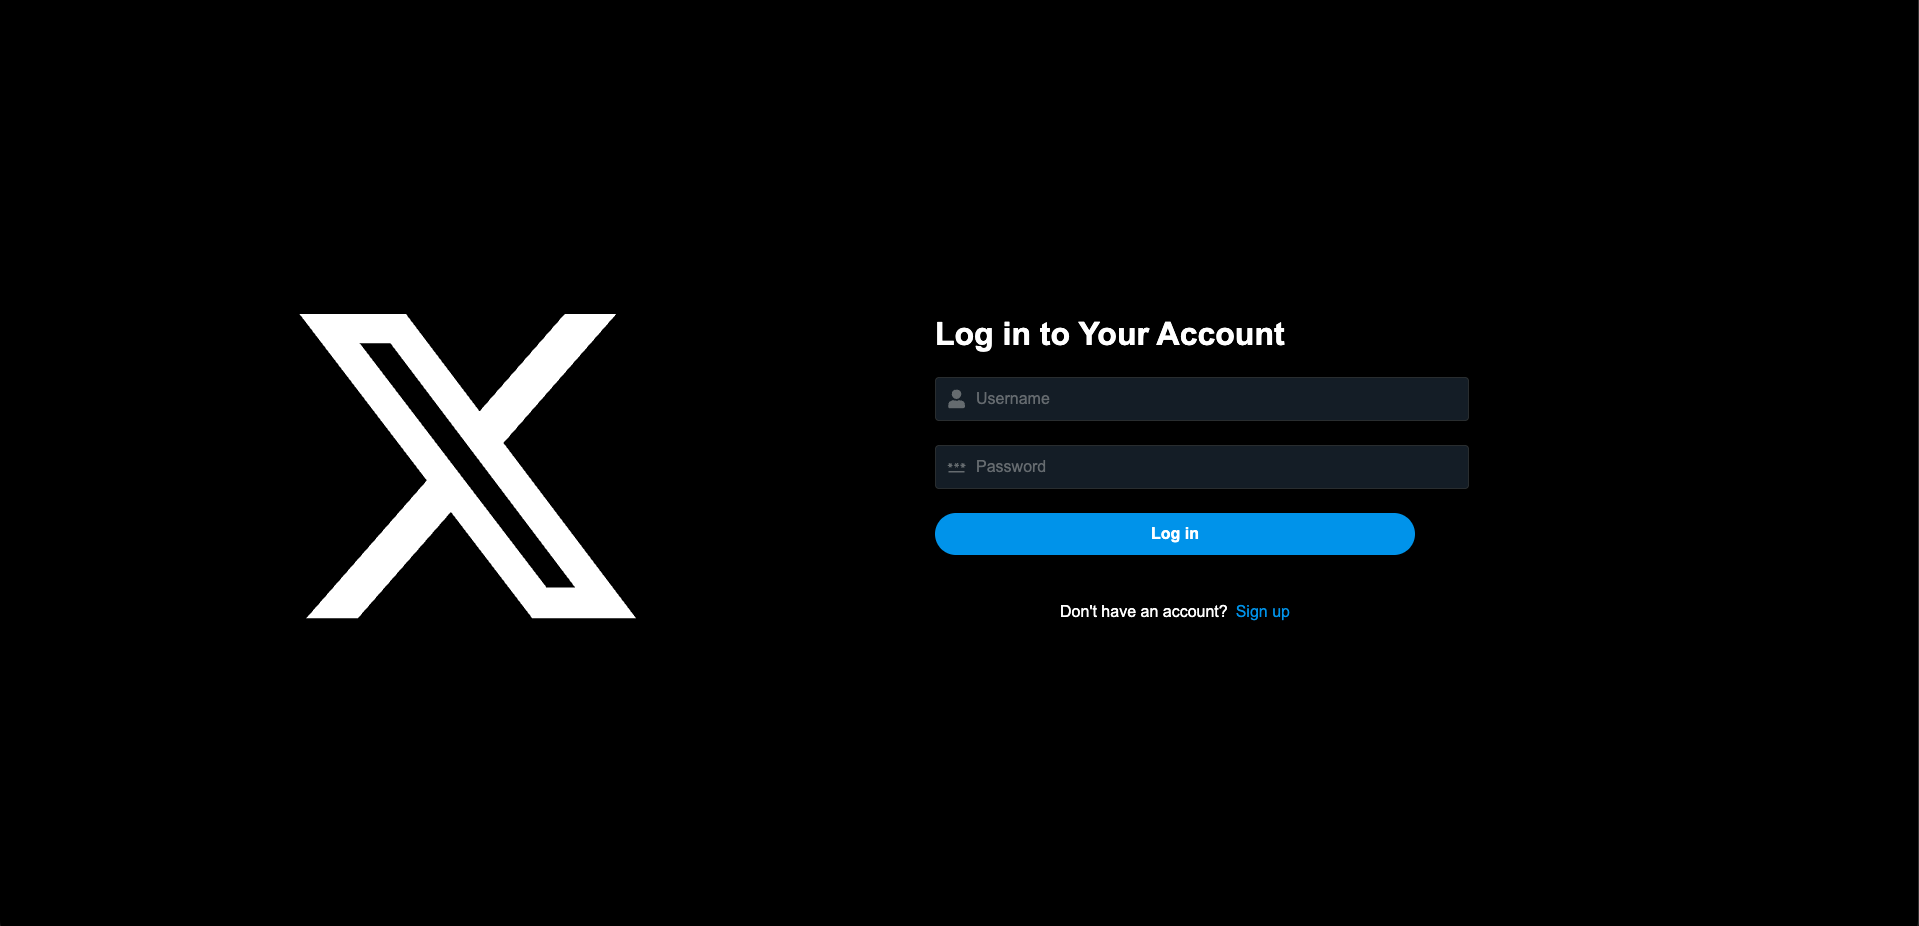 Log in to Your Account
Username
Password
Log in
Don't have an account? Sign up